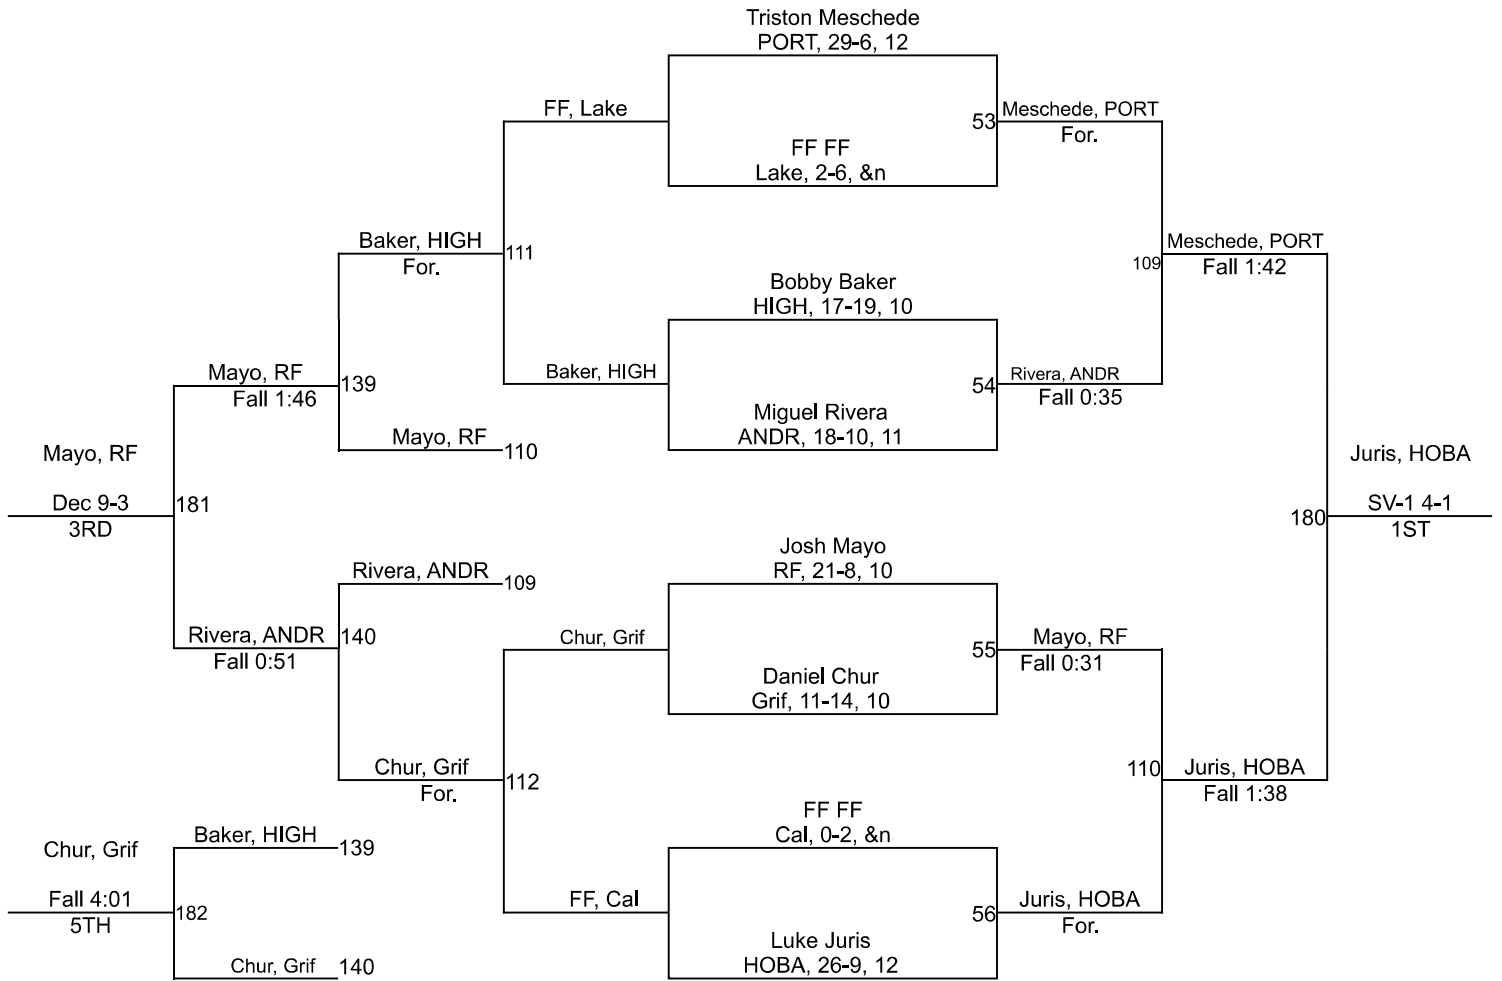 Triston Meschede
PORT, 29-6, 12
FF, Lake
53
Meschede, PORT
For.
FF FF
Lake, 2-6, &n
Baker, HIGH
For.
111
109
Meschede, PORT
Fall 1:42
Bobby Baker
HIGH, 17-19, 10
Mayo, RF
Fall 1:46
139
Baker, HIGH
54
Rivera, ANDR
Fall 0:35
Miguel Rivera
ANDR, 18-10, 11
Mayo, RF
110
Mayo, RF
Dec 9-3
3RD
181
Juris, HOBA
180
SV-1 4-1
1ST
Josh Mayo
RF, 21-8, 10
Rivera, ANDR
109
Rivera, ANDR
Fall 0:51
140
Chur, Grif
55
Mayo, RF
Fall 0:31
Daniel Chur
Grif, 11-14, 10
Chur, Grif
For.
112
110
Juris, HOBA
Fall 1:38
FF FF
Cal, 0-2, &n
Baker, HIGH
139
Chur, Grif
Fall 4:01
5TH
182
FF, Cal
56
Juris, HOBA
For.
Luke Juris
HOBA, 26-9, 12
Chur, Grif
140